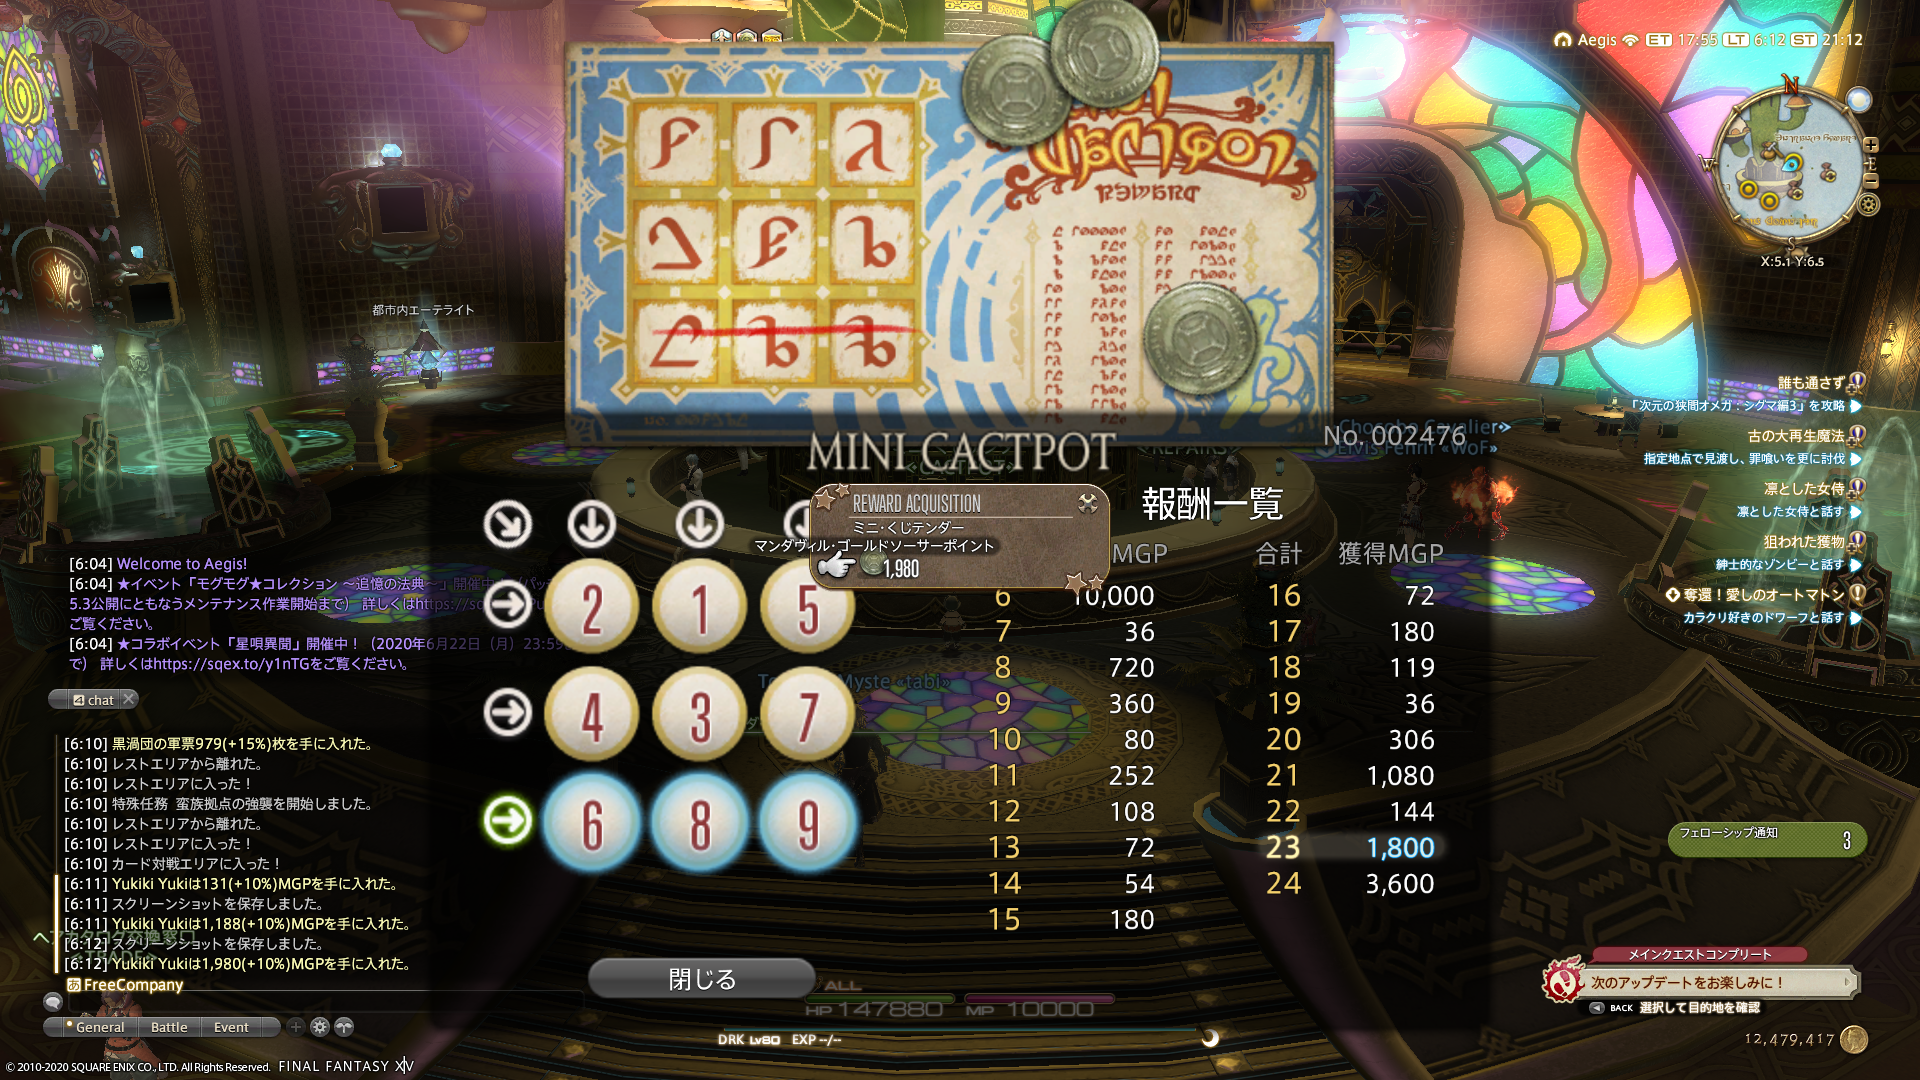 Aegis ET 17:55 LT 6:12 ST 21:12
N
W
E
S
X:5.1 Y:6.5
都市内エーテライト
No. 002476
MINI CACTPOT
REWARD ACQUISITION
ミニ・くじテンダー
マンダヴィル・ゴールドソーサーポイント
1,980
報酬一覧
MGP 合計 獲得MGP
6 10,000 16 72
7 36 17 180
8 720 18 119
9 360 19 36
10 80 20 306
11 252 21 1,080
12 108 22 144
13 72 23 1,800
14 54 24 3,600
15 180
2 1 5
4 3 7
6 8 9
閉じる
誰も通さず
「次元の狭間オメガ：シグマ編3」を攻略
古の大再生魔法
指定地点で見渡し、罪喰いを更に討伐
凛とした女侍
凛とした女侍と話す
狙われた獲物
紳士的なゾンビーと話す
奪還！愛しのオートマトン
カラクリ好きのドワーフと話す
フェローシップ通知 3
メインクエストコンプリート
次のアップデートをお楽しみに！
BACK 選択して目的地を確認
12,479,417
[6:04] Welcome to Aegis!
[6:04] ★イベント「モグモグ★コレクション ～追憶の法典～」開催中
5.3公開にともなうメンテナンス作業開始まで） 詳しくはhttps://sq
ご覧ください。
[6:04] ★コラボイベント「星唄異聞」開催中！（2020年6月22日（月）23:59
で） 詳しくはhttps://sqex.to/y1nTGをご覧ください。
4 chat
[6:10] 黒渦団の軍票979(+15%)枚を手に入れた。
[6:10] レストエリアから離れた。
[6:10] レストエリアに入った！
[6:10] 特殊任務 蛮族拠点の強襲を開始しました。
[6:10] レストエリアから離れた。
[6:10] レストエリアに入った！
[6:10] カード対戦エリアに入った！
[6:11] Yukiki Yukiは131(+10%)MGPを手に入れた。
[6:11] スクリーンショットを保存しました。
[6:11] Yukiki Yukiは1,188(+10%)MGPを手に入れた。
[6:12] スクリーンショットを保存しました。
[6:12] Yukiki Yukiは1,980(+10%)MGPを手に入れた。
あ FreeCompany
General Battle Event
ALL
HP 147880 MP 10000
DRK Lv80 EXP --/--
© 2010-2020 SQUARE ENIX CO., LTD. All Rights Reserved. FINAL FANTASY XIV